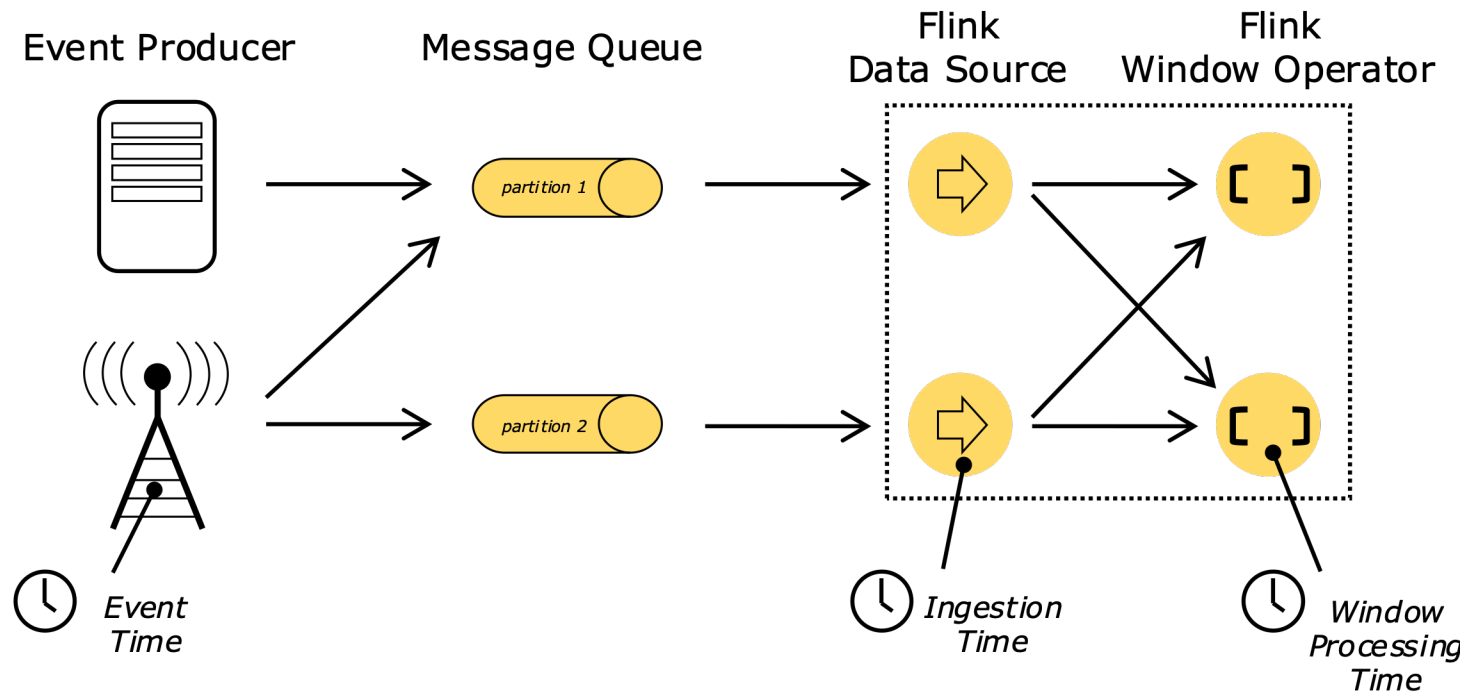 Event Producer
Message Queue
Flink
Data Source
Flink
Window Operator
partition 1
partition 2
Event
Time
Ingestion
Time
Window
Processing
Time